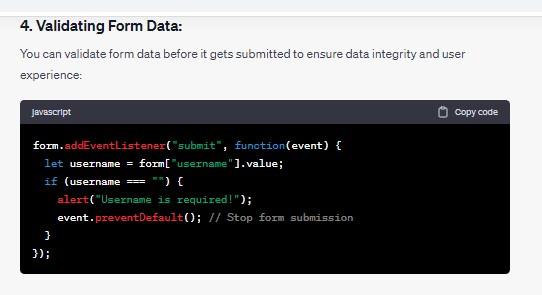 4. Validating Form Data:
You can validate form data before it gets submitted to ensure data integrity and user
experience:
javascript
Copy code
form.addEventListener("submit", function(event) {
  let username = form["username"].value;
  if (username === "") {
    alert("Username is required!");
    event.preventDefault(); // Stop form submission
  }
});